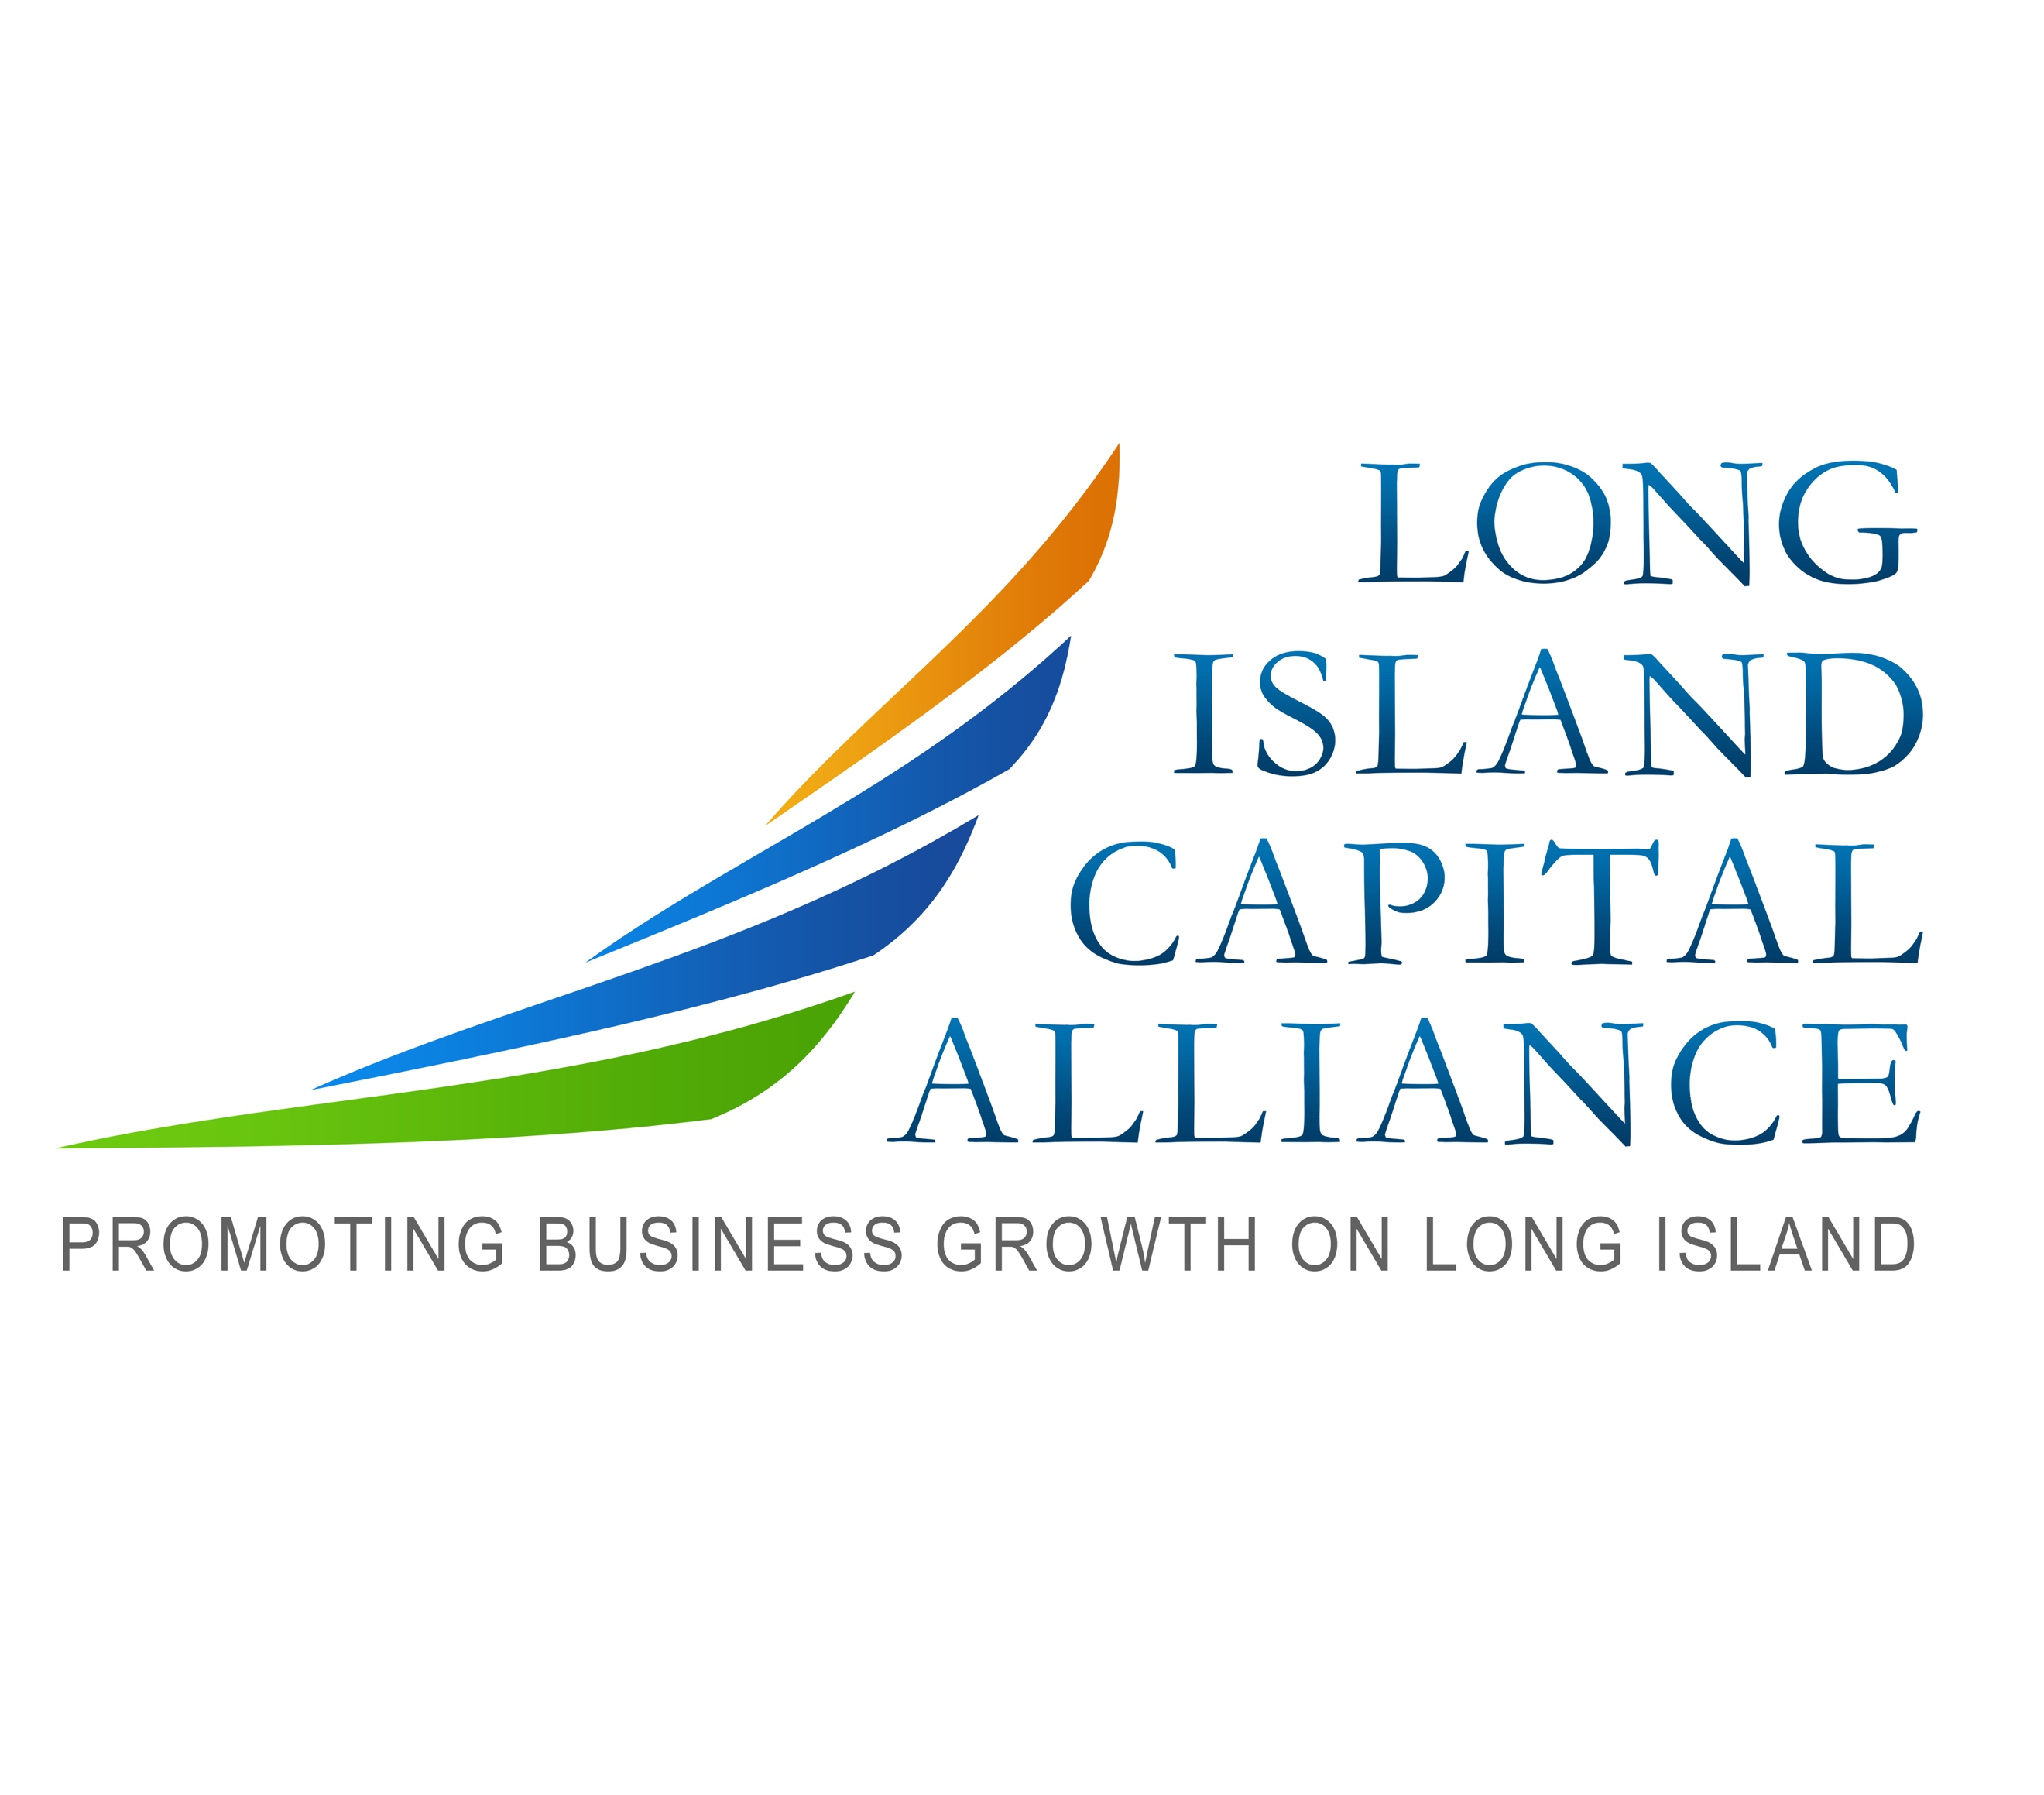 LONG
ISLAND
CAPITAL
ALLIANCE
PROMOTING BUSINESS GROWTH ON LONG ISLAND